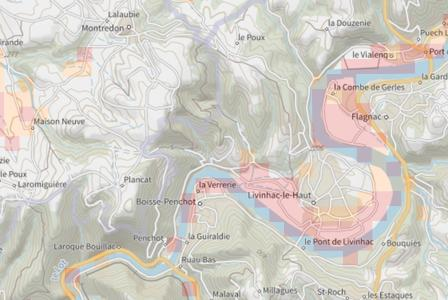 Lalaubie
Montredon
le Poux
la Douzenie
Puech
le Vialenq
Port
la Combe de Gerles
la Gard
Flagnac
Maison Neuve
le Poux
Plancat
Laromiguière
la Verrerie
Boisse-Penchot
Livinhac-le-Haut
Penchot
la Guiraldie
le Pont de Livinhac
Bouquiès
Laroque Bouillac
Ruau Bas
Malaval
Millagues
St-Roch
les Estaques